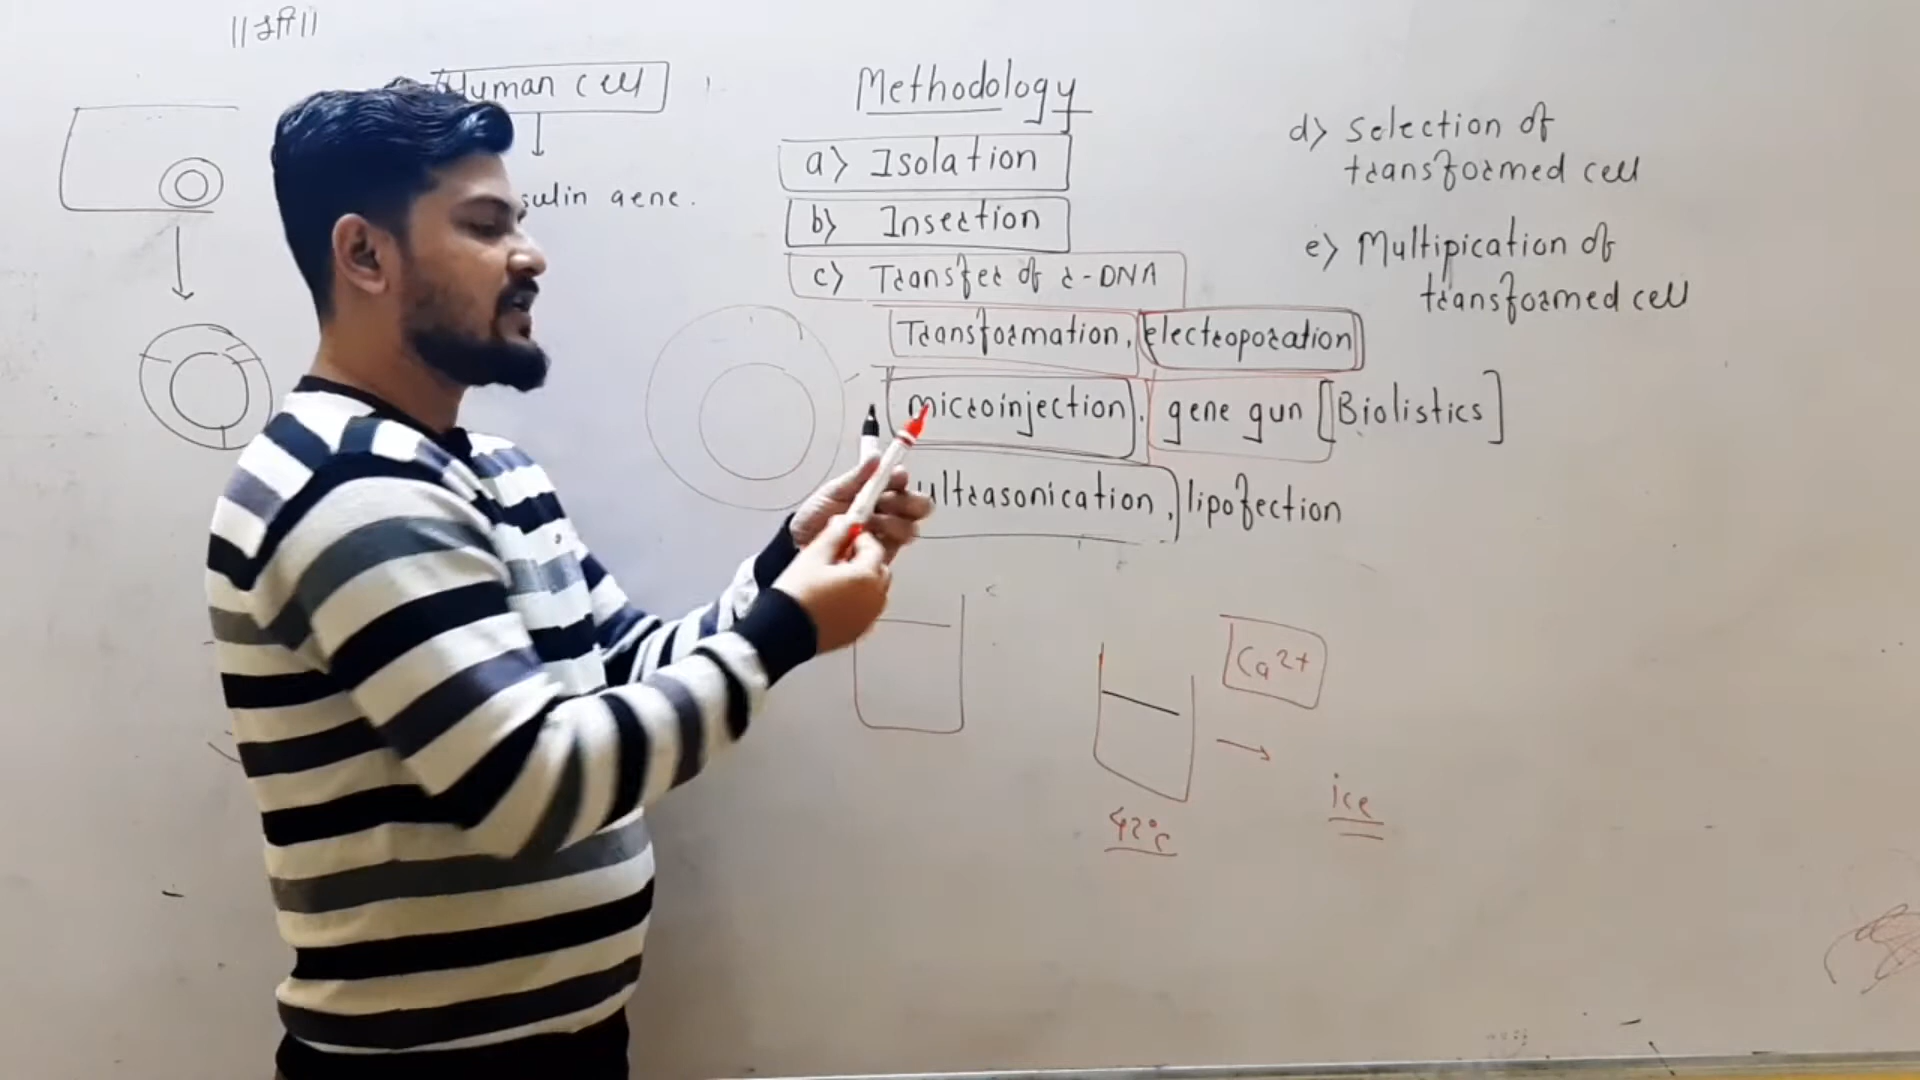 || श्री ||
Human cell
sulin gene.
Methodology
a) Isolation
b) Insertion
c) Transfer of r-DNA
Transformation, electroporation
microinjection, gene gun [Biolistics]
ultrasonication, lipofection
d) Selection of
transformed cell
e) Multipication of
transformed cell
Ca2+
42°c
ice